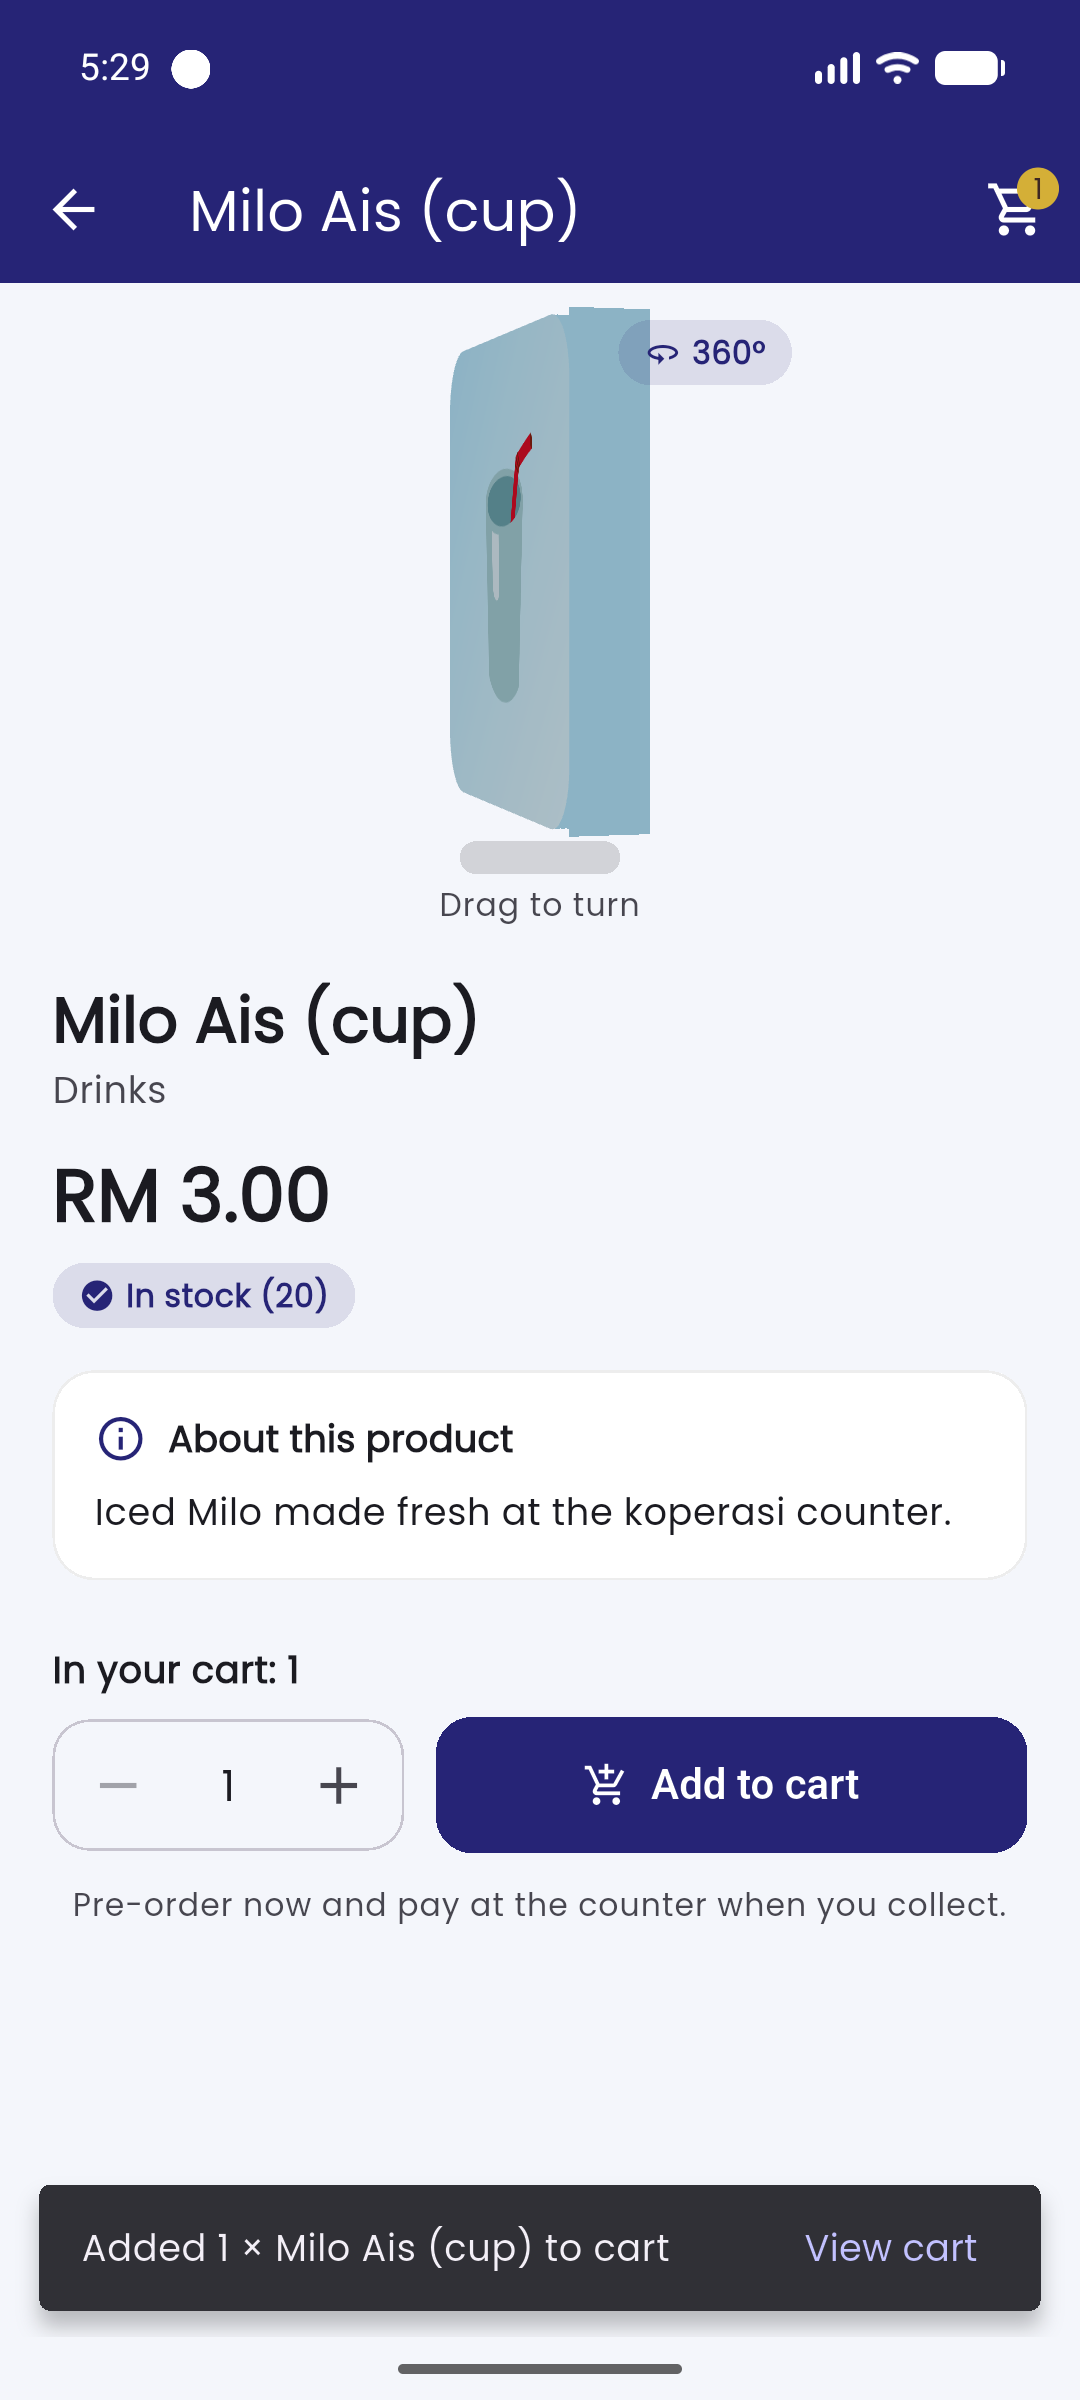 5:29
Milo Ais (cup)
1
360°
Drag to turn
Milo Ais (cup)
Drinks
RM 3.00
In stock (20)
About this product
Iced Milo made fresh at the koperasi counter.
In your cart: 1
1
Add to cart
Pre-order now and pay at the counter when you collect.
Added 1 × Milo Ais (cup) to cart
View cart